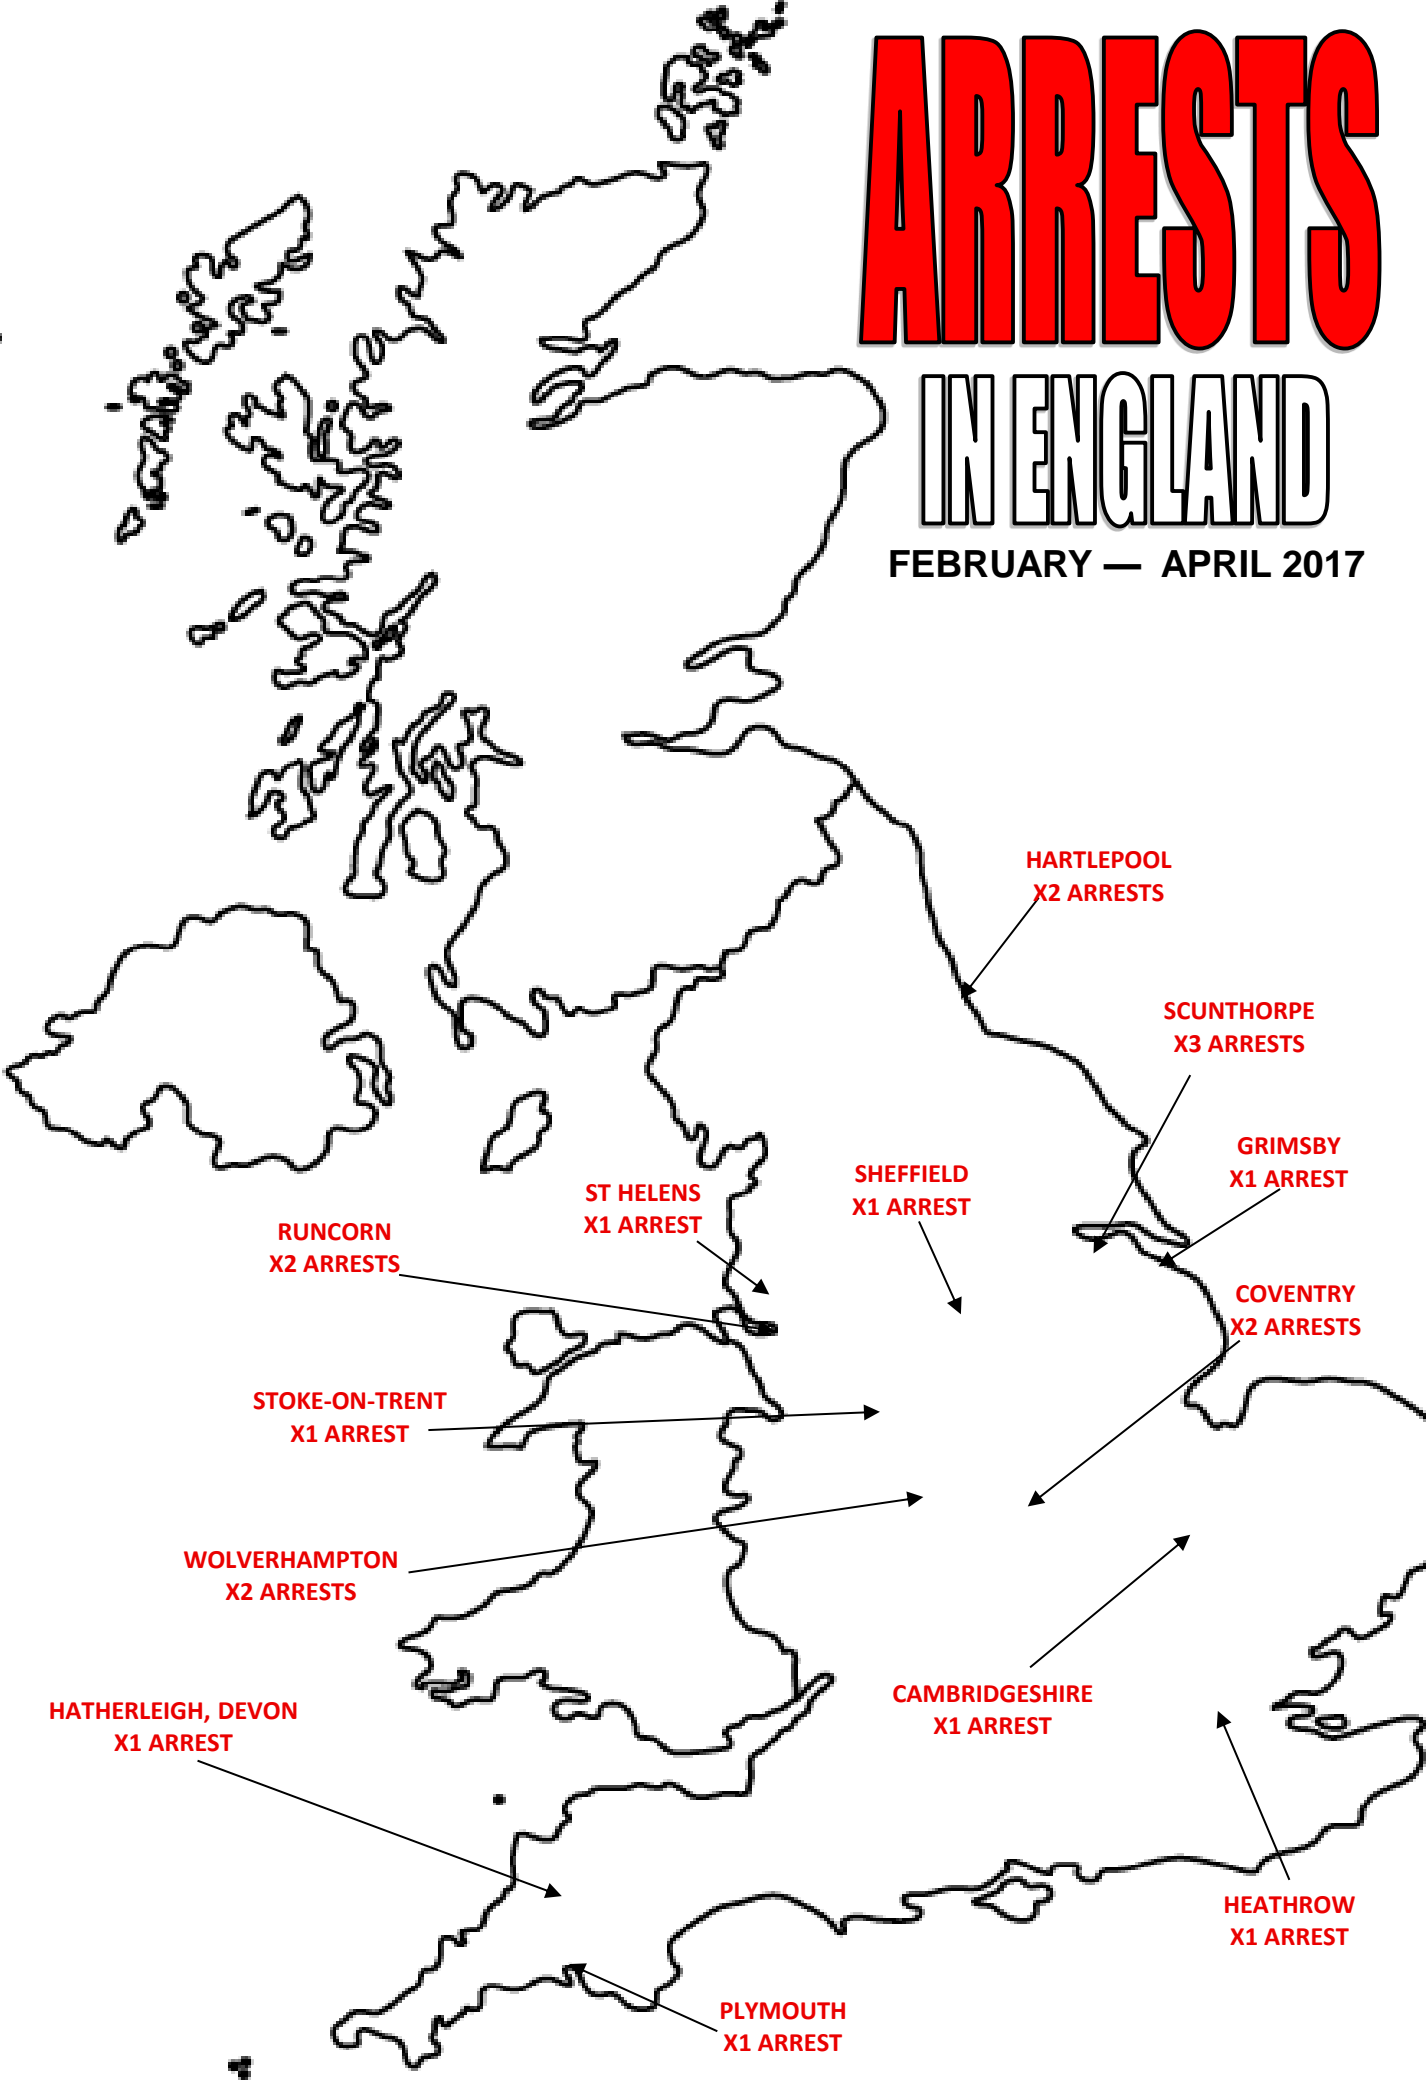 ARRESTS
IN ENGLAND
FEBRUARY — APRIL 2017
HARTLEPOOL
X2 ARRESTS
SCUNTHORPE
X3 ARRESTS
GRIMSBY
X1 ARREST
SHEFFIELD
X1 ARREST
ST HELENS
X1 ARREST
RUNCORN
X2 ARRESTS
COVENTRY
X2 ARRESTS
STOKE-ON-TRENT
X1 ARREST
WOLVERHAMPTON
X2 ARRESTS
CAMBRIDGESHIRE
X1 ARREST
HATHERLEIGH, DEVON
X1 ARREST
HEATHROW
X1 ARREST
PLYMOUTH
X1 ARREST